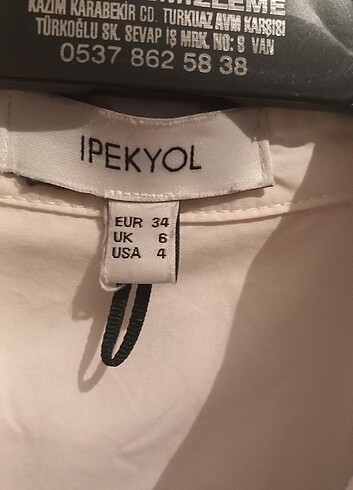 KAZIM KARABEKİR CD. TURKUAZ AVM KARŞISI
TÜRKOĞLU SK. SEVAP İŞ MRK. NO: 8 VAN
0537 862 58 38
IPEKYOL
EUR 34
UK 6
USA 4